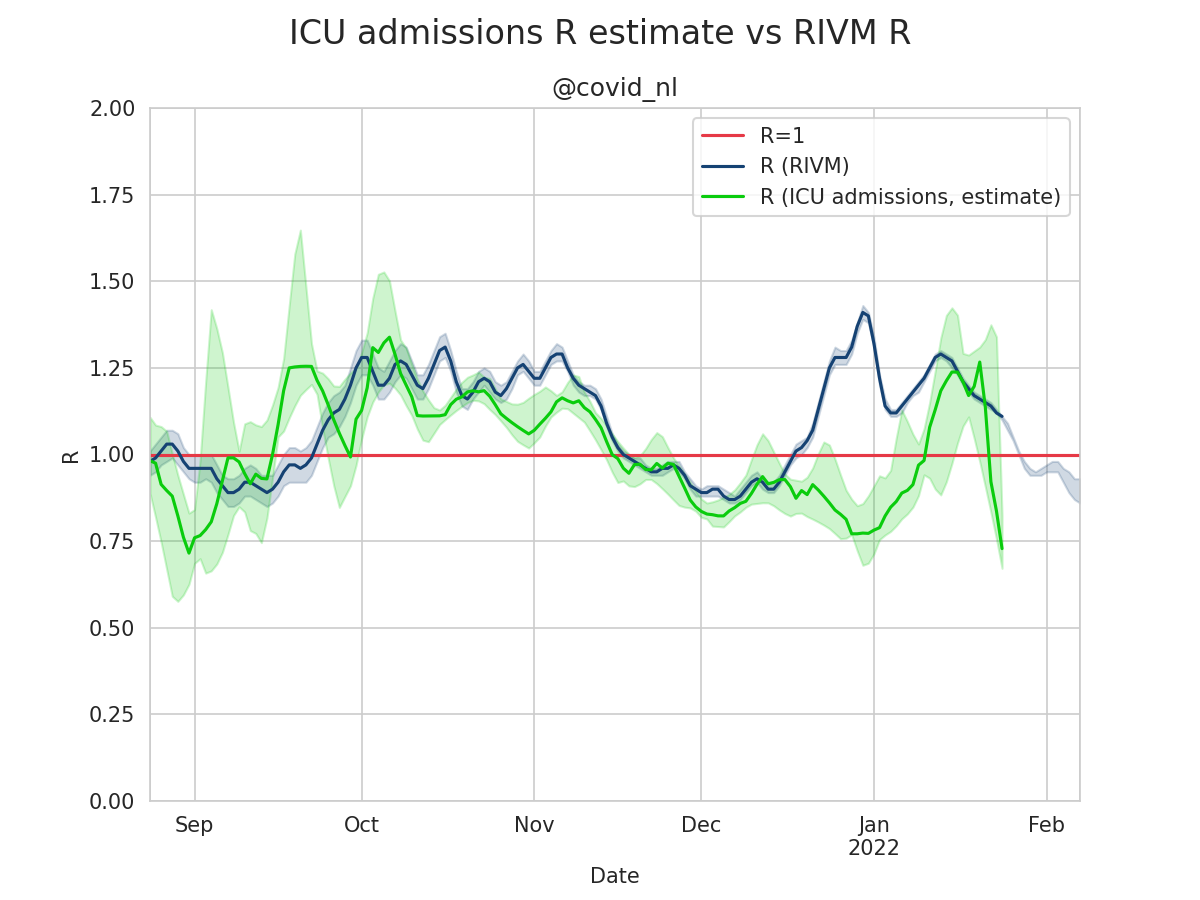 ICU admissions R estimate vs RIVM R
@covid_nl
2.00
1.75
1.50
1.25
1.00
0.75
0.50
0.25
0.00
R
R=1
R (RIVM)
R (ICU admissions, estimate)
Sep Oct Nov Dec Jan Feb
2022
Date